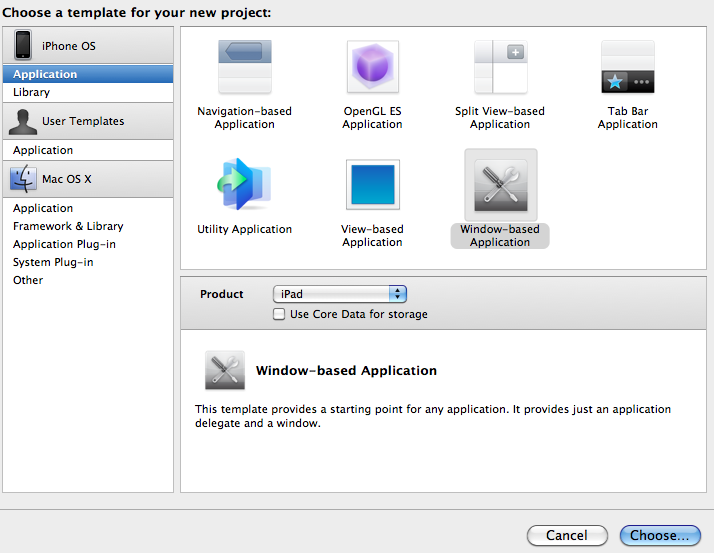 Choose a template for your new project:
iPhone OS
Application
Library
User Templates
Application
Mac OS X
Application
Framework & Library
Application Plug-in
System Plug-in
Other
Navigation-based
Application
OpenGL ES
Application
Split View-based
Application
Tab Bar
Application
Utility Application
View-based
Application
Window-based
Application
Product
iPad
Use Core Data for storage
Window-based Application
This template provides a starting point for any application. It provides just an application
delegate and a window.
Cancel
Choose...